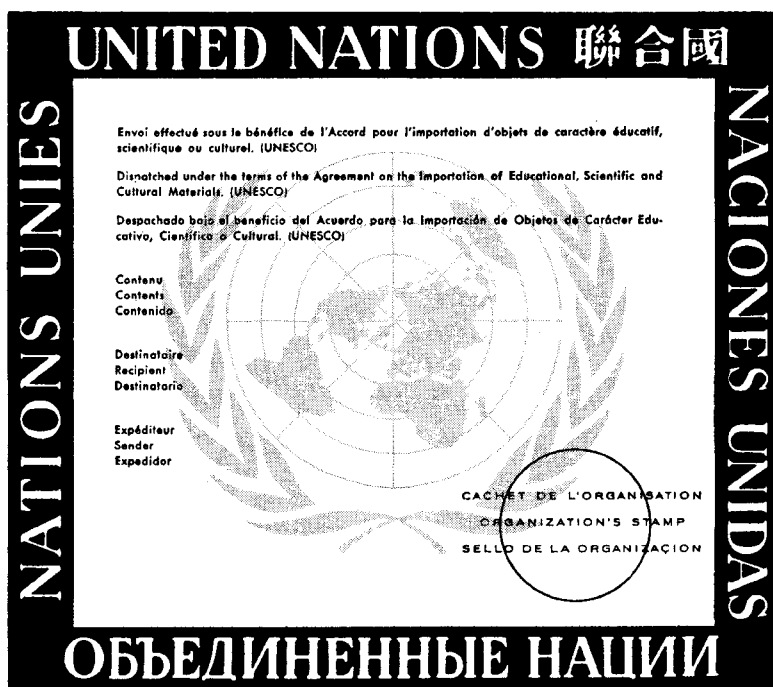 UNITED NATIONS 聯合國
NATIONS UNIES
NACIONES UNIDAS
Envoi effectué sous le bénéfice de l'Accord pour l'importation d'objets de caractère éducatif,
scientifique ou culturel. (UNESCO)
Dispatched under the terms of the Agreement on the Importation of Educational, Scientific and
Cultural Materials. (UNESCO)
Despachado bajo el beneficio del Acuerdo para la Importación de Objetos de Carácter Edu-
cativo, Científico o Cultural. (UNESCO)
Contenu
Contents
Contenido
Destinataire
Recipient
Destinatario
Expéditeur
Sender
Expedidor
CACHET DE L'ORGANISATION
ORGANIZATION'S STAMP
SELLO DE LA ORGANIZAÇION
ОБЪЕДИНЕННЫЕ НАЦИИ